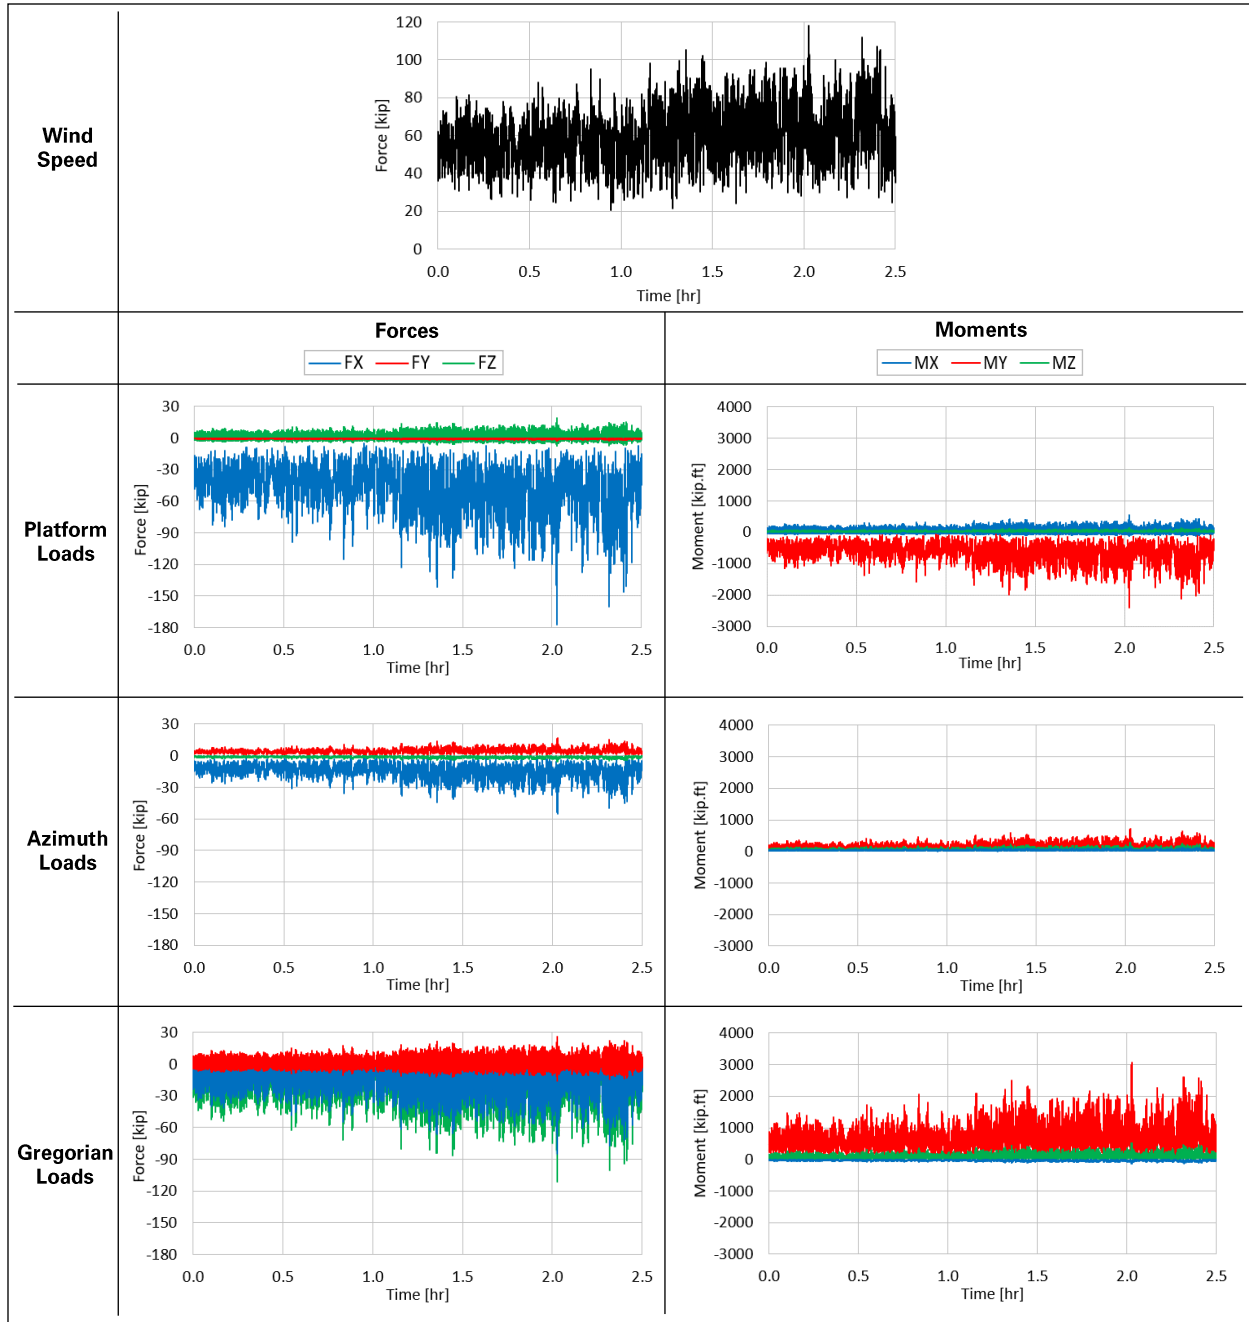 Wind
Speed
Force [kip]
120
100
80
60
40
20
0
0.0 0.5 1.0 1.5 2.0 2.5
Time [hr]
Forces
FX FY FZ
Moments
MX MY MZ
Platform
Loads
Force [kip]
30
0
-30
-60
-90
-120
-150
-180
0.0 0.5 1.0 1.5 2.0 2.5
Time [hr]
Moment [kip.ft]
4000
3000
2000
1000
0
-1000
-2000
-3000
0.0 0.5 1.0 1.5 2.0 2.5
Time [hr]
Azimuth
Loads
Force [kip]
30
0
-30
-60
-90
-120
-150
-180
0.0 0.5 1.0 1.5 2.0 2.5
Time [hr]
Moment [kip.ft]
4000
3000
2000
1000
0
-1000
-2000
-3000
0.0 0.5 1.0 1.5 2.0 2.5
Time [hr]
Gregorian
Loads
Force [kip]
30
0
-30
-60
-90
-120
-150
-180
0.0 0.5 1.0 1.5 2.0 2.5
Time [hr]
Moment [kip.ft]
4000
3000
2000
1000
0
-1000
-2000
-3000
0.0 0.5 1.0 1.5 2.0 2.5
Time [hr]